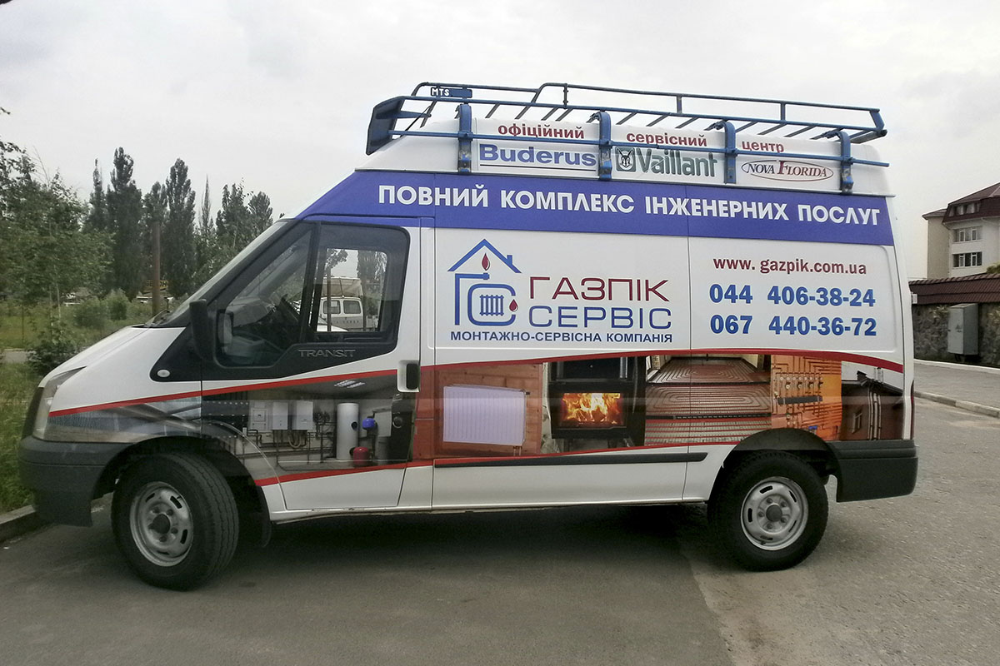 MTS
офіційний сервісний центр
Buderus Vaillant NOVA FLORIDA
ПОВНИЙ КОМПЛЕКС ІНЖЕНЕРНИХ ПОСЛУГ
ГАЗПІК
СЕРВІС
МОНТАЖНО-СЕРВІСНА КОМПАНІЯ
www. gazpik.com.ua
044 406-38-24
067 440-36-72
TRANSIT